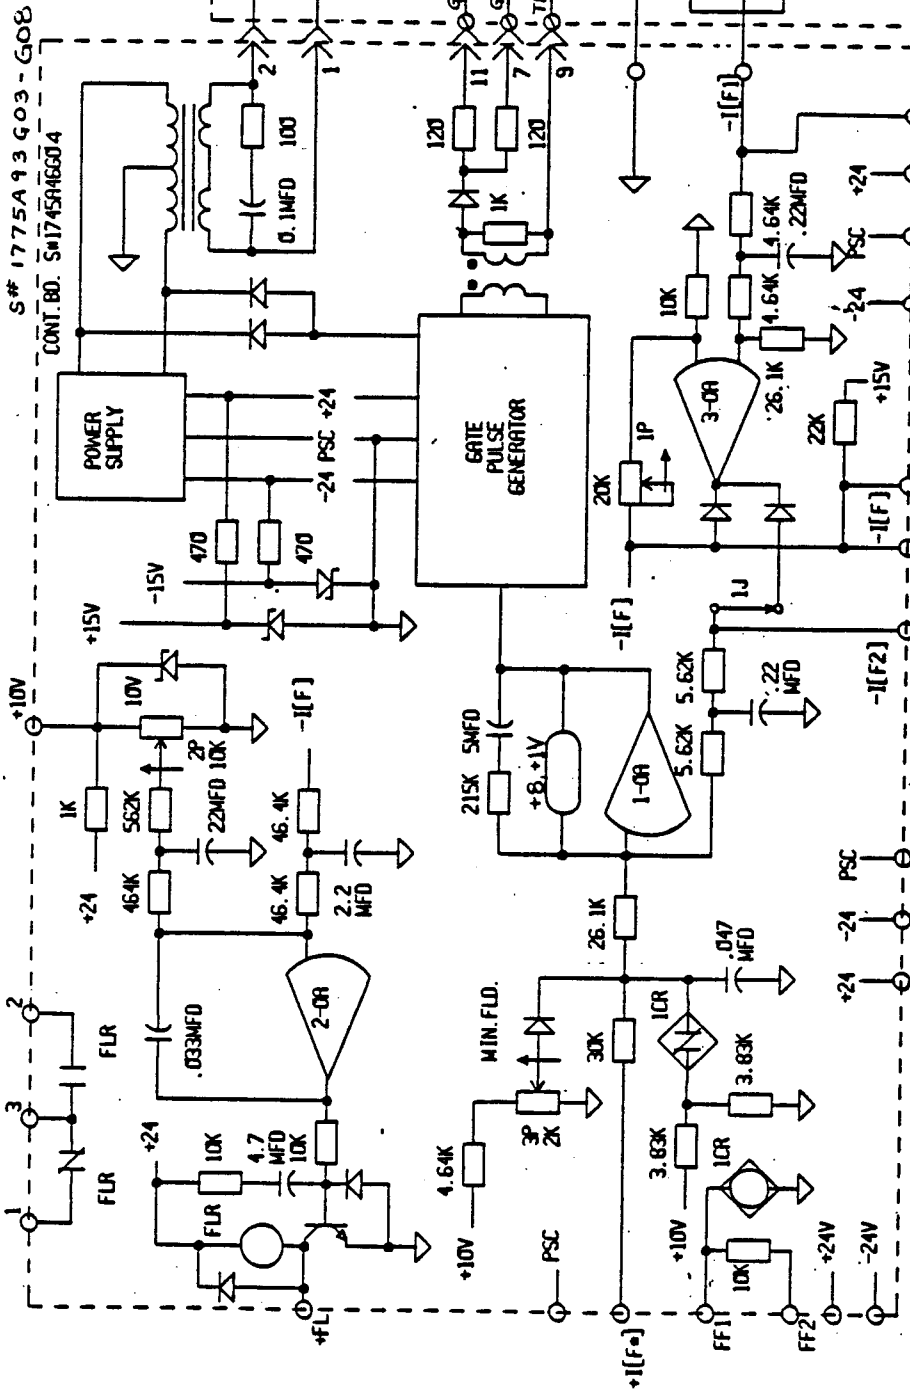 S# 1775A93G03-G08
CONT. BD. S#1745A46G014
2
1
100
0.1MFD
POWER
SUPPLY
+24
PSC
-24
470
470
-15V
+15V
11
7
9
120
120
1K
GATE
PULSE
GENERATOR
-I[F1]
+24
PSC
-24
4.64K
.22MFD
4.64K
10K
26.1K
3-OA
1P
20K
22K
+15V
-I[F]
-I[F]
1J
-I[F2]
+10V
1K
+24
10V
2P
10K
562K
.22MFD
464K
-I[F]
46.4K
46.4K
2.2
MFD
.033MFD
2-OA
215K
5MFD
+8,+1V
1-OA
5.62K
5.62K
.22
MFD
26.1K
PSC
-24
+24
.047
MFD
1
3
2
FLR
FLR
+24
10K
4.7
MFD
10K
FLR
+FL
MIN. FLD.
3P
2K
4.64K
+10V
30K
1CR
3.83K
3.83K
+10V
1CR
10K
PSC
+I[F*]
FF1
FF2
+24V
-24V